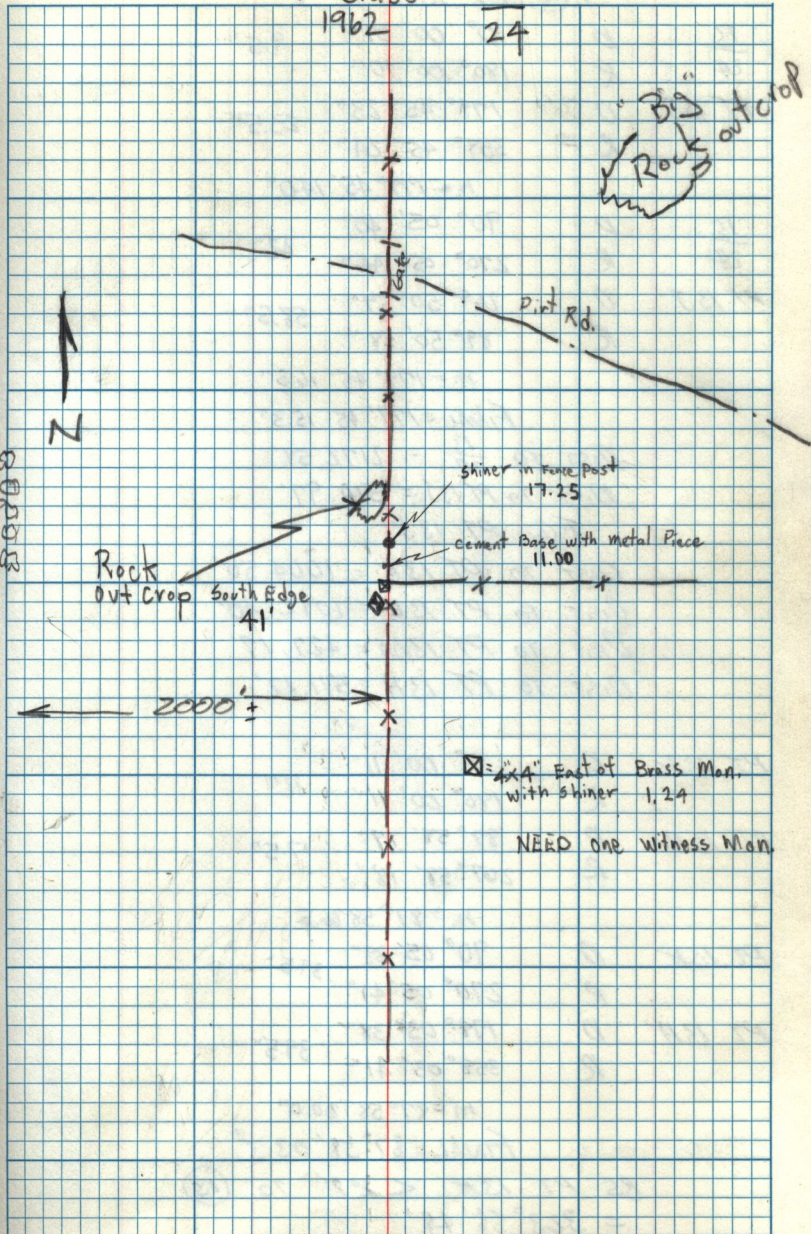 1962
24
"Big"
Rock out crop
Gate
Dirt Rd.
N
shiner in Fence post
17.25
cement Base with metal Piece
11.00
Rock
Out Crop South Edge
41'
2000' ±
4"x4" East of Brass Mon.
with shiner 1.24
NEED one Witness Mon.